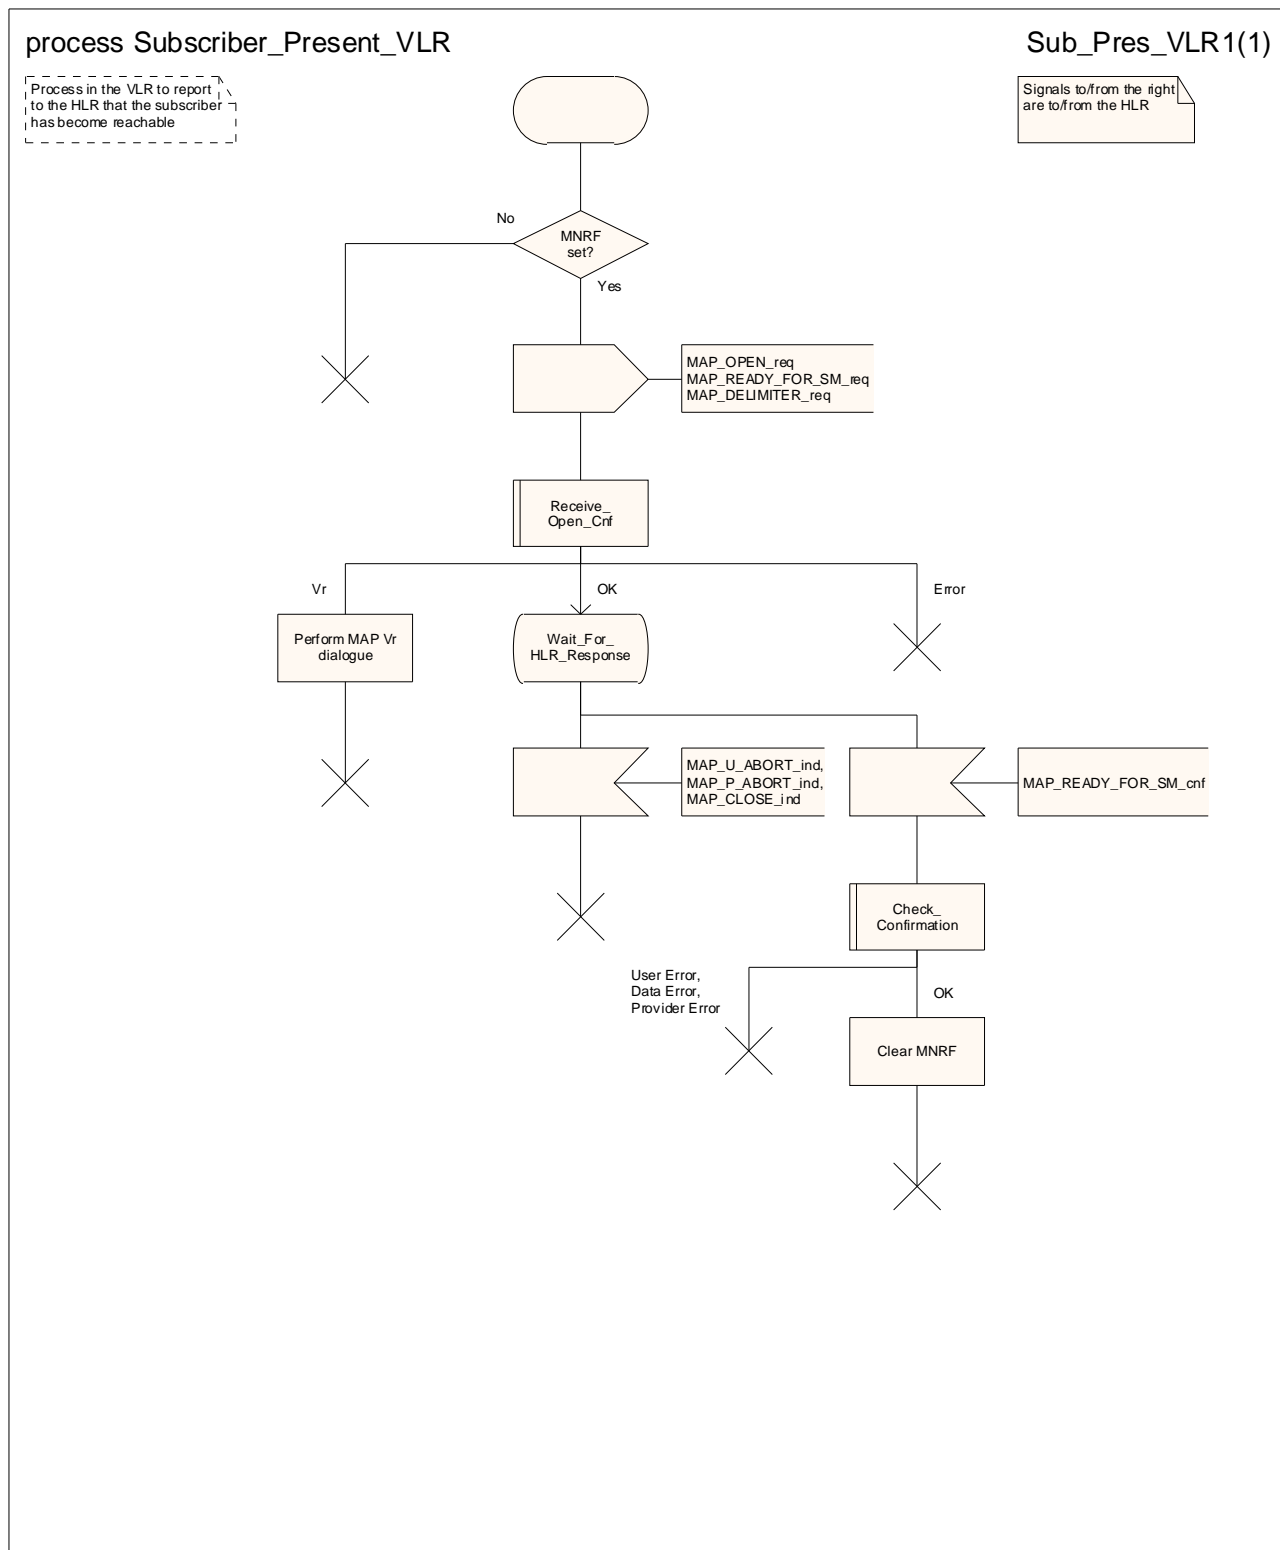 process Subscriber_Present_VLR
Sub_Pres_VLR1(1)
Process in the VLR to report
to the HLR that the subscriber
has become reachable
Signals to/from the right
are to/from the HLR
No
MNRF
set?
Yes
MAP_OPEN_req
MAP_READY_FOR_SM_req
MAP_DELIMITER_req
Receive_
Open_Cnf
Vr
OK
Error
Perform MAP Vr
dialogue
Wait_For_
HLR_Response
MAP_U_ABORT_ind,
MAP_P_ABORT_ind,
MAP_CLOSE_ind
MAP_READY_FOR_SM_cnf
Check_
Confirmation
User Error,
Data Error,
Provider Error
OK
Clear MNRF